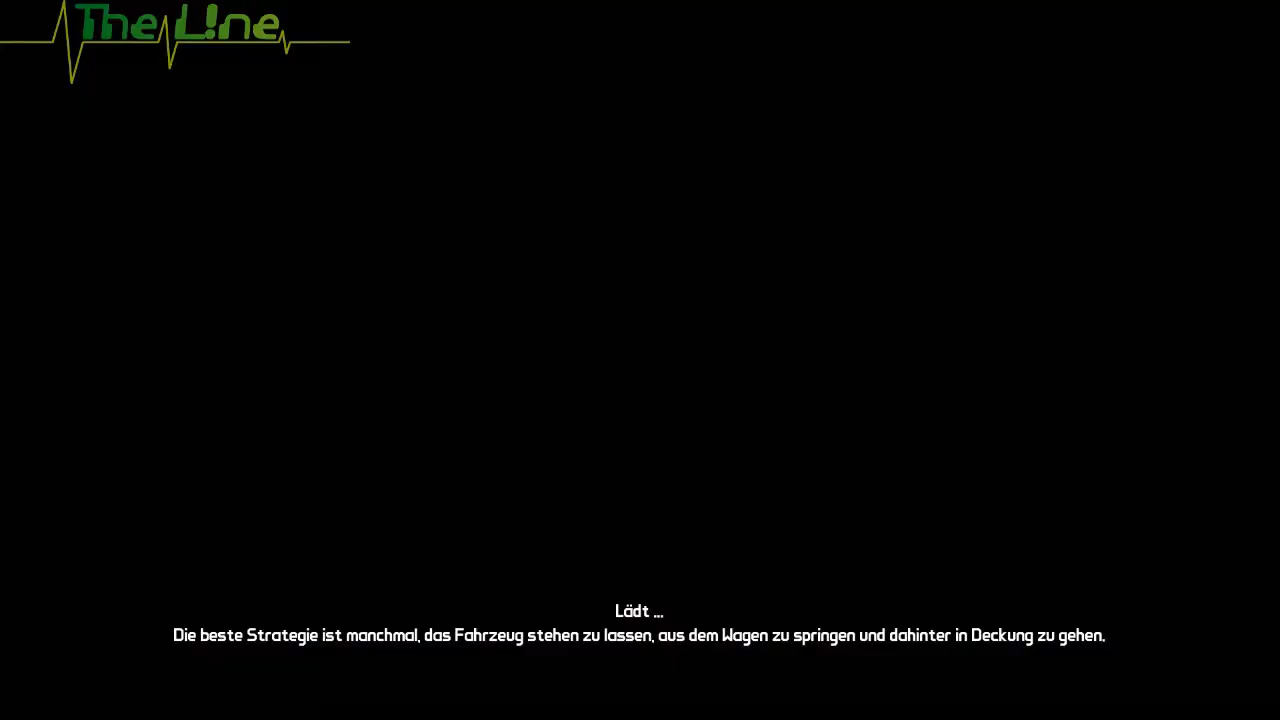 The L!ne
Lädt ...
Die beste Strategie ist manchmal, das Fahrzeug stehen zu lassen, aus dem Wagen zu springen und dahinter in Deckung zu gehen.